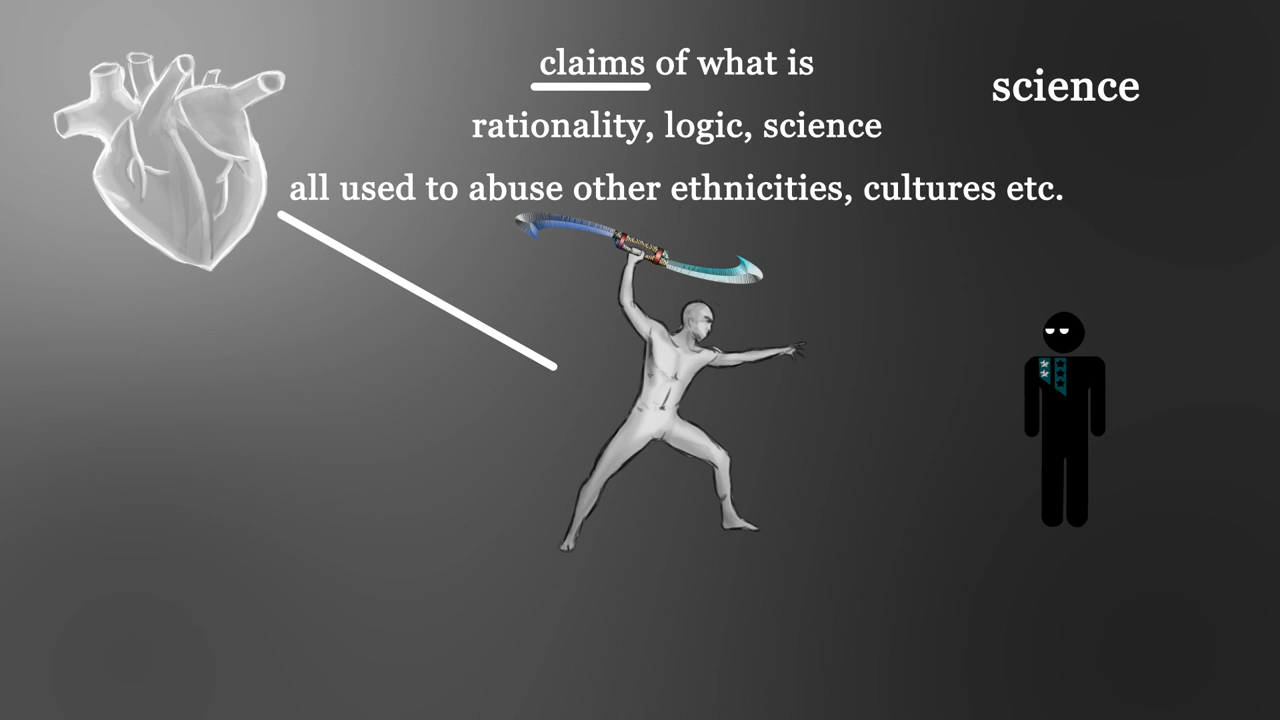 claims of what is
rationality, logic, science
all used to abuse other ethnicities, cultures etc.
science